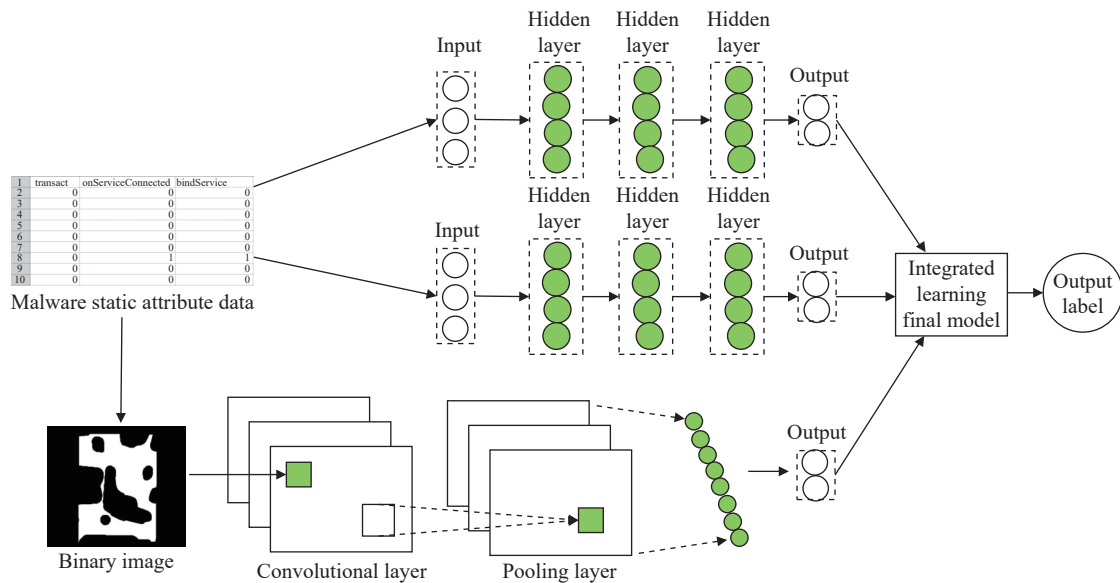 Hidden layer
Hidden layer
Hidden layer
Input
Output
1 transact onServiceConnected bindService
2 0 0 0
3 0 0 0
4 0 0 0
5 0 0 0
6 0 0 0
7 0 0 0
8 0 1 1
9 0 0 0
10 0 0 0
Malware static attribute data
Hidden layer
Hidden layer
Hidden layer
Input
Output
Integrated
learning
final model
Output
label
Output
Binary image
Convolutional layer
Pooling layer